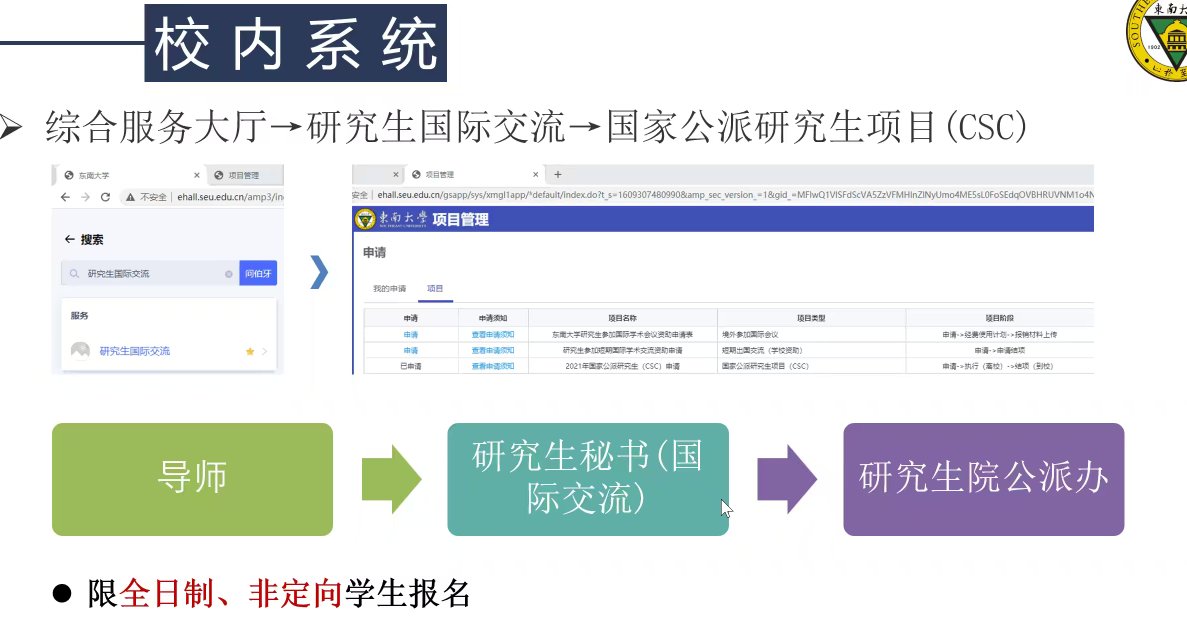 校内系统
東南大
SOUTHE
1902
综合服务大厅→研究生国际交流→国家公派研究生项目(CSC)
东南大学 × 项目管理
不安全 | ehall.seu.edu.cn/amp3/in
← 搜索
研究生国际交流 问伯牙
服务
研究生国际交流
× 项目管理 × +
安全 | ehall.seu.edu.cn/gsapp/sys/xmgl1app/*default/index.do?t_s=1609307480990&amp_sec_version_=1&gid_=
東南大學 项目管理
申请
我的申请 项目
申请 申请须知 项目名称 项目类型 项目阶段
申请 查看申请须知 东南大学研究生参加国际学术会议资助申请表 境外参加国际会议 申请->经费使用计划->报销材料上传
申请 查看申请须知 研究生参加短期国际学术交流资助申请 短期出国交流（学校资助） 申请->申请结项
已申请 查看申请须知 2021年国家公派研究生（CSC）申请 国家公派研究生项目（CSC） 申请->执行（离校）->结项（到校）
导师
研究生秘书(国
际交流)
研究生院公派办
● 限全日制、非定向学生报名